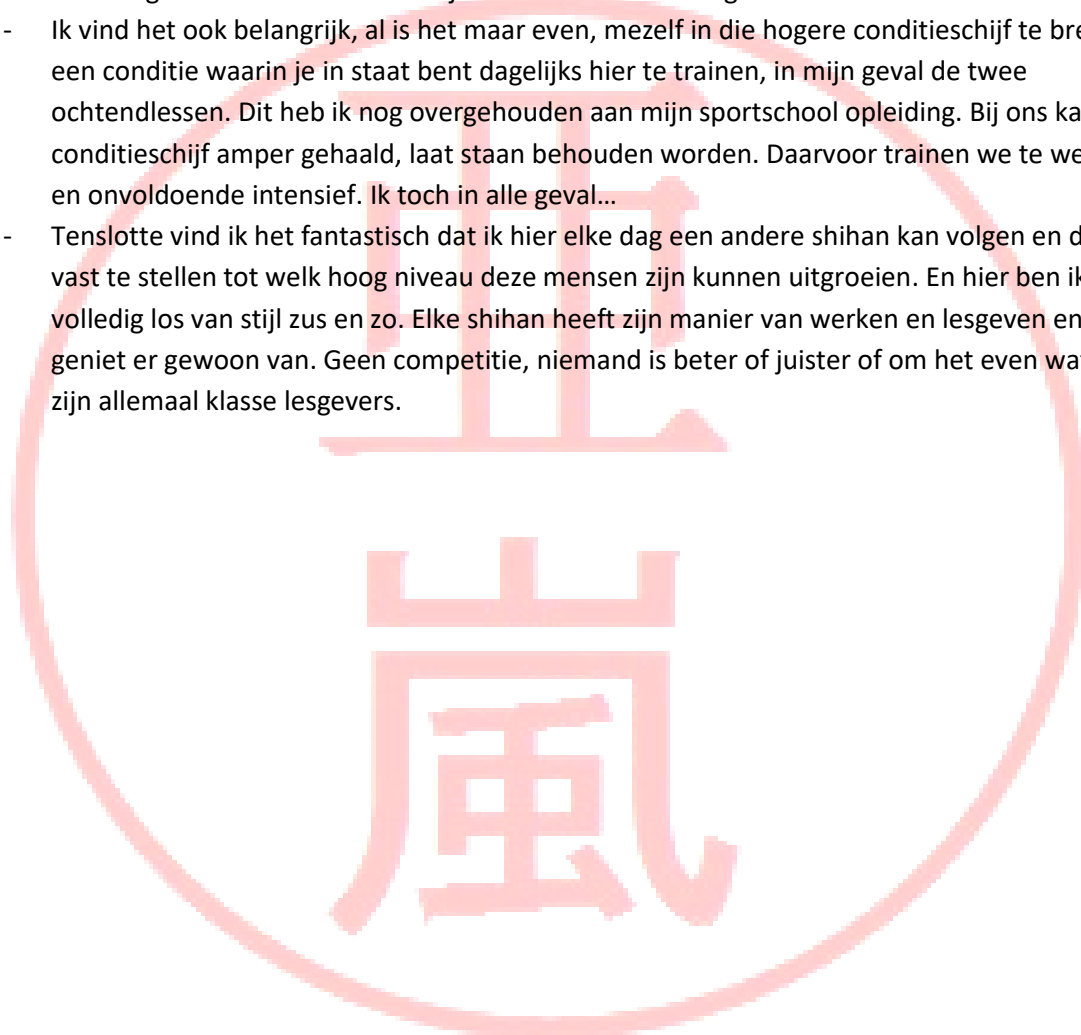 - Ik vind het ook belangrijk, al is het maar even, mezelf in die hogere conditieschijf te
een conditie waarin je in staat bent dagelijks hier te trainen, in mijn geval de twee
ochtendlessen. Dit heb ik nog overgehouden aan mijn sportschool opleiding. Bij ons
conditieschijf amper gehaald, laat staan behouden worden. Daarvoor trainen we te
en onvoldoende intensief. Ik toch in alle geval…
- Tenslotte vind ik het fantastisch dat ik hier elke dag een andere shihan kan volgen en
vast te stellen tot welk hoog niveau deze mensen zijn kunnen uitgroeien. En hier ben ik
volledig los van stijl zus en zo. Elke shihan heeft zijn manier van werken en lesgeven en
geniet er gewoon van. Geen competitie, niemand is beter of juister of om het even
zijn allemaal klasse lesgevers.
亜
嵐